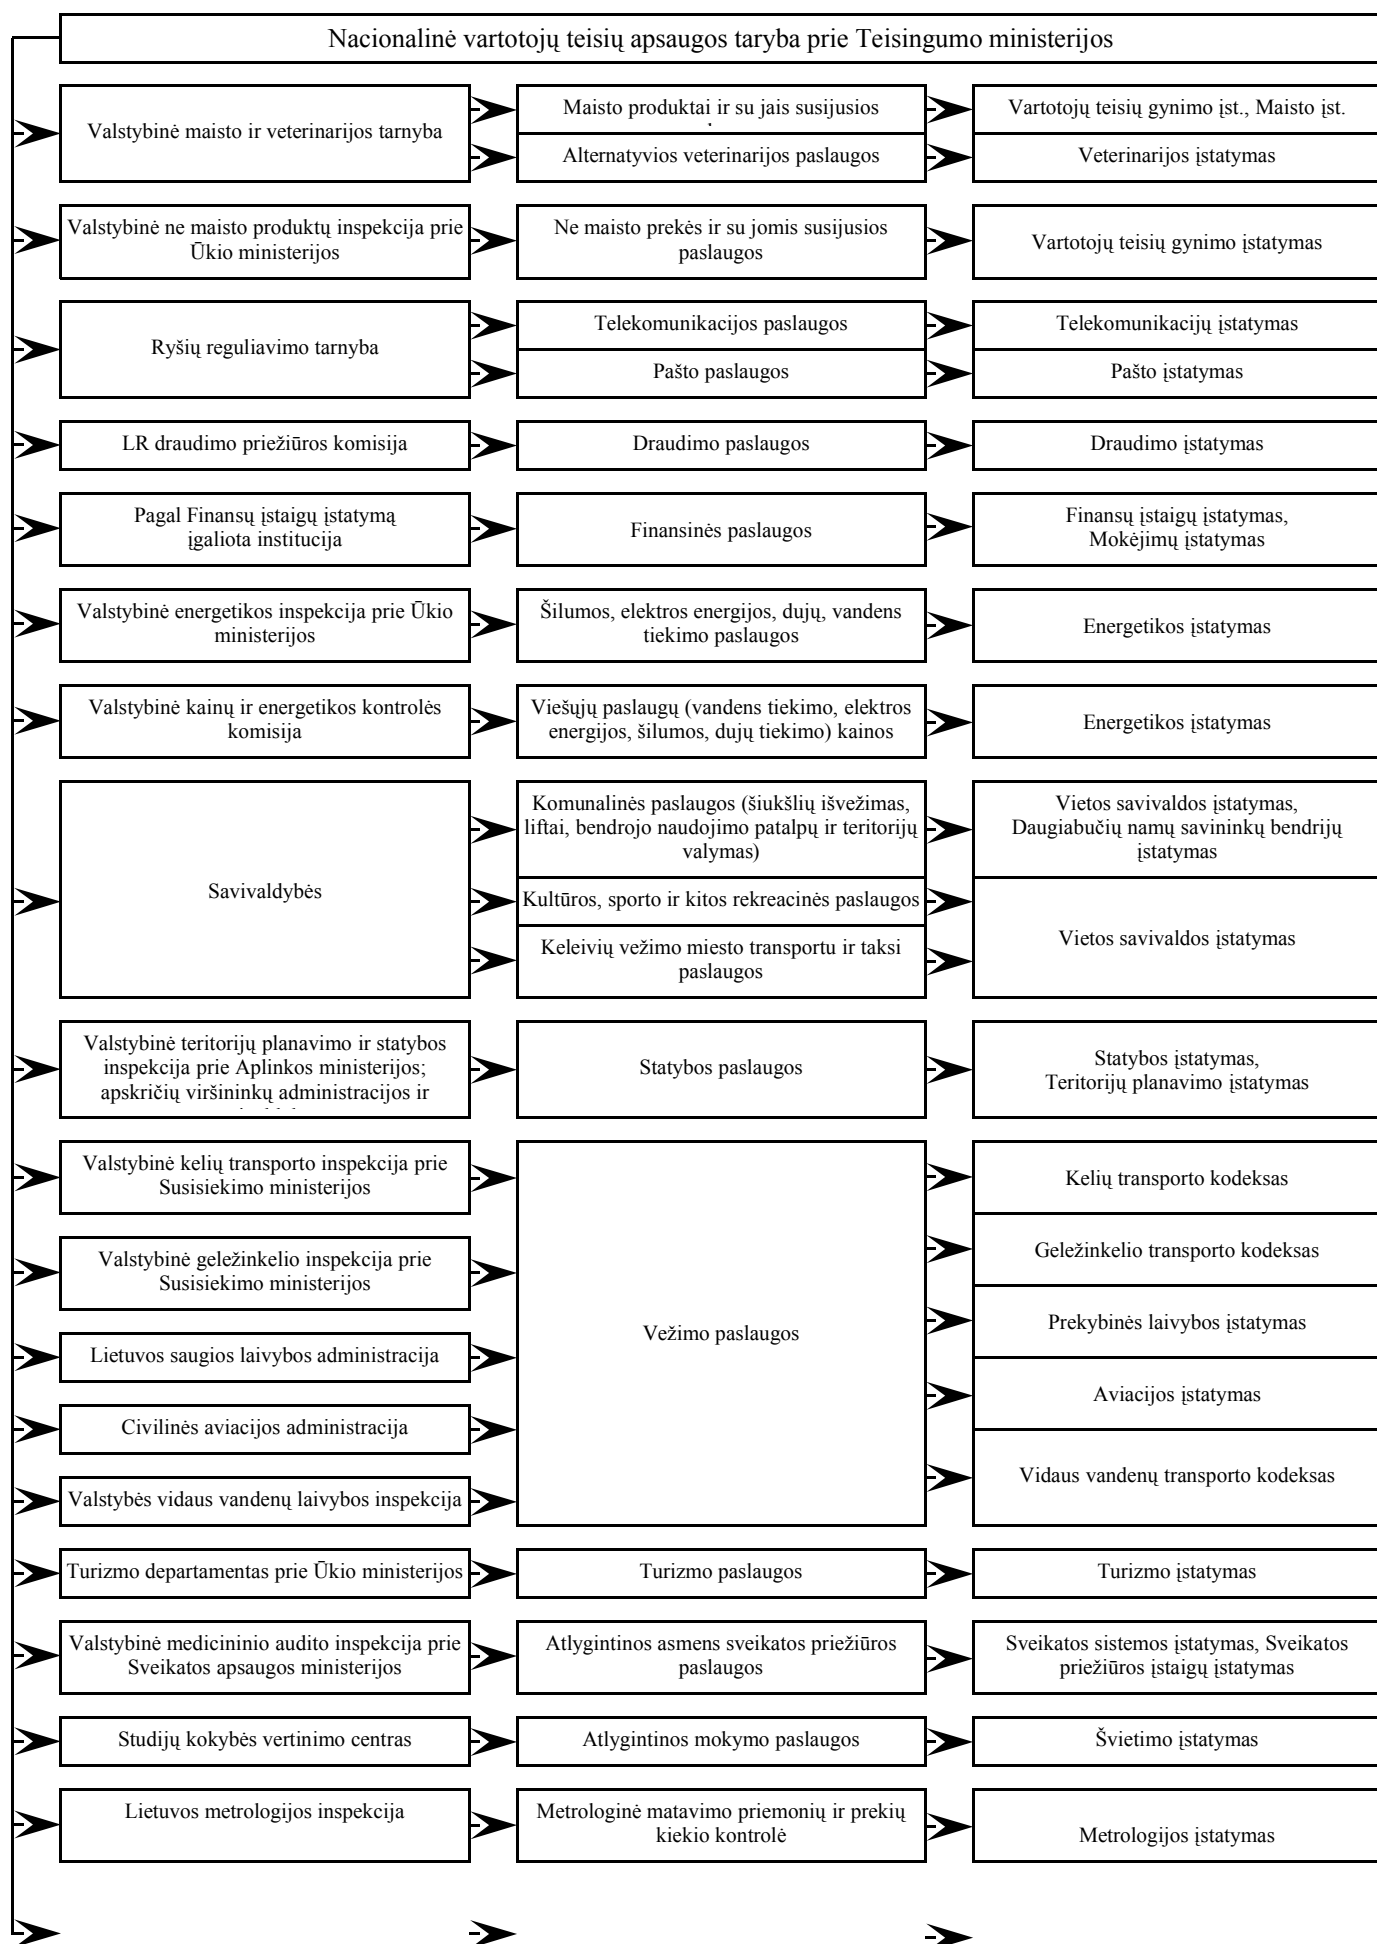 Nacionalinė vartotojų teisių apsaugos taryba prie Teisingumo ministerijos
Valstybinė maisto ir veterinarijos tarnyba
Maisto produktai ir su jais susijusios
Vartotojų teisių gynimo įst., Maisto įst.
Alternatyvios veterinarijos paslaugos
Veterinarijos įstatymas
Valstybinė ne maisto produktų inspekcija prie
Ūkio ministerijos
Ne maisto prekės ir su jomis susijusios
paslaugos
Vartotojų teisių gynimo įstatymas
Ryšių reguliavimo tarnyba
Telekomunikacijos paslaugos
Telekomunikacijų įstatymas
Pašto paslaugos
Pašto įstatymas
LR draudimo priežiūros komisija
Draudimo paslaugos
Draudimo įstatymas
Pagal Finansų įstaigų įstatymą
įgaliota institucija
Finansinės paslaugos
Finansų įstaigų įstatymas,
Mokėjimų įstatymas
Valstybinė energetikos inspekcija prie Ūkio
ministerijos
Šilumos, elektros energijos, dujų, vandens
tiekimo paslaugos
Energetikos įstatymas
Valstybinė kainų ir energetikos kontrolės
komisija
Viešųjų paslaugų (vandens tiekimo, elektros
energijos, šilumos, dujų tiekimo) kainos
Energetikos įstatymas
Savivaldybės
Komunalinės paslaugos (šiukšlių išvežimas,
liftai, bendrojo naudojimo patalpų ir teritorijų
valymas)
Vietos savivaldos įstatymas,
Daugiabučių namų savininkų bendrijų
įstatymas
Kultūros, sporto ir kitos rekreacinės paslaugos
Keleivių vežimo miesto transportu ir taksi
paslaugos
Vietos savivaldos įstatymas
Valstybinė teritorijų planavimo ir statybos
inspekcija prie Aplinkos ministerijos;
apskričių viršininkų administracijos ir
Statybos paslaugos
Statybos įstatymas,
Teritorijų planavimo įstatymas
Valstybinė kelių transporto inspekcija prie
Susisiekimo ministerijos
Valstybinė geležinkelio inspekcija prie
Susisiekimo ministerijos
Lietuvos saugios laivybos administracija
Civilinės aviacijos administracija
Valstybės vidaus vandenų laivybos inspekcija
Vežimo paslaugos
Kelių transporto kodeksas
Geležinkelio transporto kodeksas
Prekybinės laivybos įstatymas
Aviacijos įstatymas
Vidaus vandenų transporto kodeksas
Turizmo departamentas prie Ūkio ministerijos
Turizmo paslaugos
Turizmo įstatymas
Valstybinė medicininio audito inspekcija prie
Sveikatos apsaugos ministerijos
Atlygintinos asmens sveikatos priežiūros
paslaugos
Sveikatos sistemos įstatymas, Sveikatos
priežiūros įstaigų įstatymas
Studijų kokybės vertinimo centras
Atlygintinos mokymo paslaugos
Švietimo įstatymas
Lietuvos metrologijos inspekcija
Metrologinė matavimo priemonių ir prekių
kiekio kontrolė
Metrologijos įstatymas